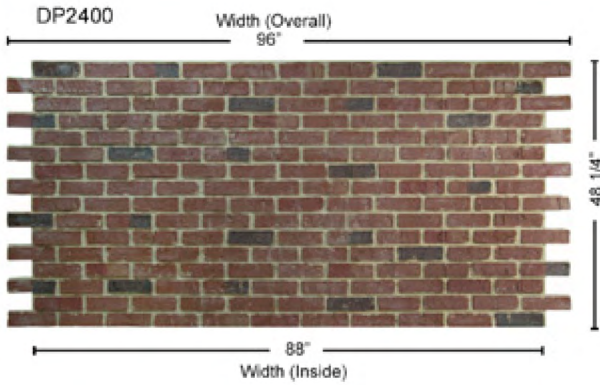 DP2400
Width (Overall)
96"
48 1/4"
88"
Width (Inside)